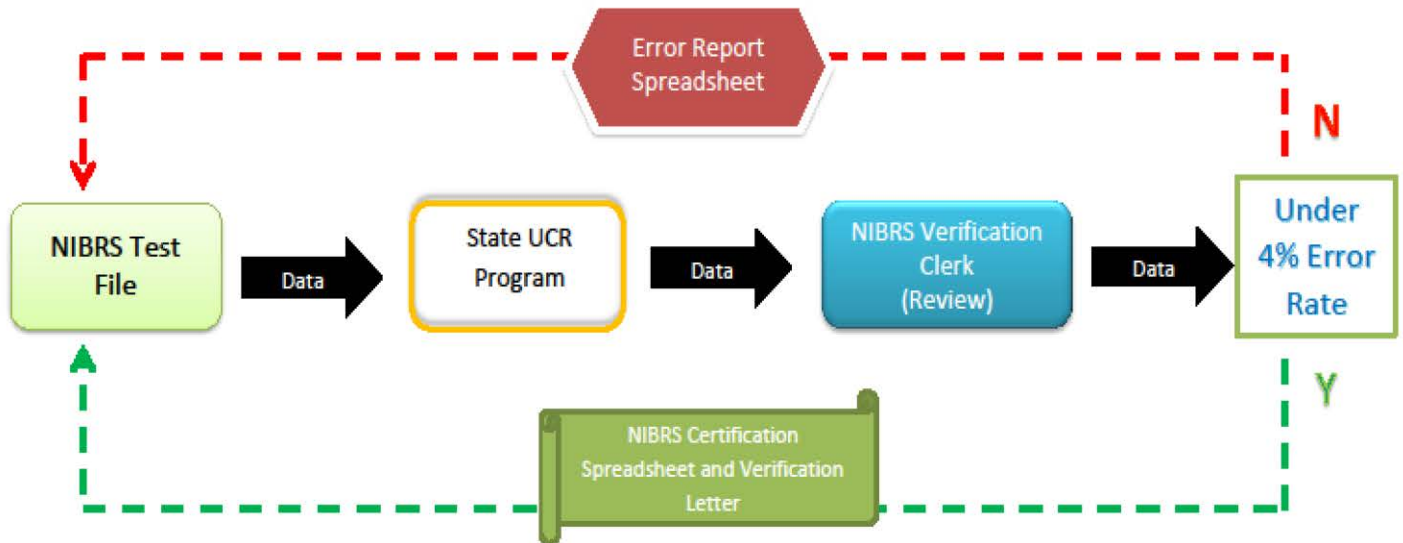 Error Report
Spreadsheet
N
NIBRS Test
File
Data
State UCR
Program
Data
NIBRS Verification
Clerk
(Review)
Data
Under
4% Error
Rate
Y
NIBRS Certification
Spreadsheet and Verification
Letter